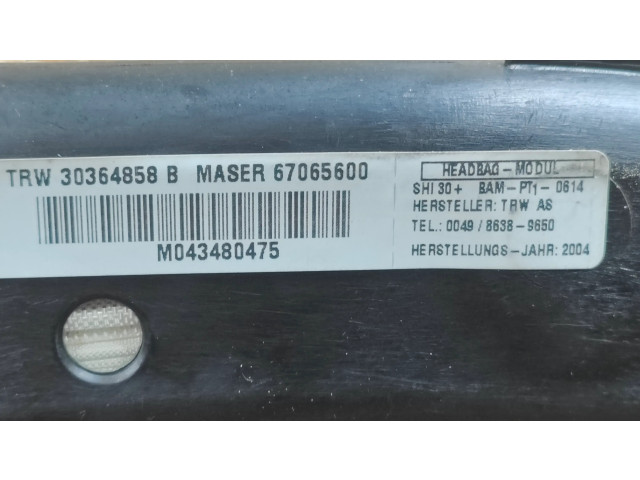 TRW 30364858 B MASER 67065600
M043480475
HEADBAG-MODUL
SHI 30+ BAM-PT1-0614
HERSTELLER: TRW AS
TEL.: 0049 / 8638-9650
HERSTELLUNGS-JAHR: 2004